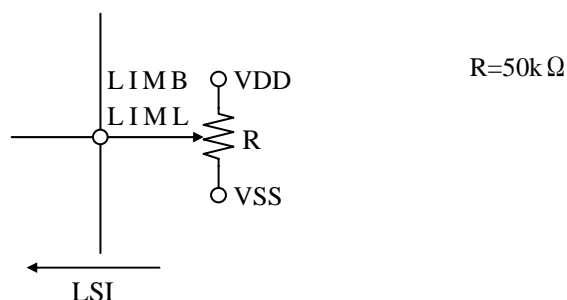 LIMB
VDD
R=50kΩ
LIML
R
VSS
LSI